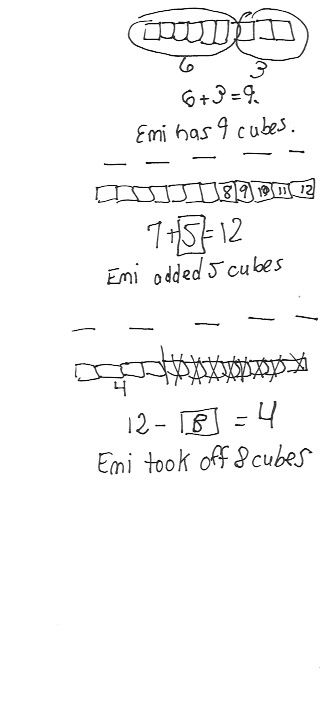 6 3
6+3=9.
Emi has 9 cubes.
8 9 10 11 12
7+5=12
Emi added 5 cubes
4
12-8=4
Emi took off 8 cubes